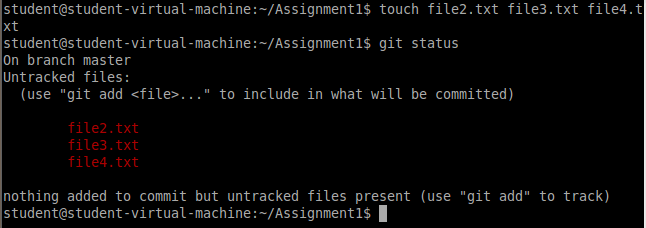 student@student-virtual-machine:~/Assignment1$ touch file2.txt file3.txt file4.t
xt
student@student-virtual-machine:~/Assignment1$ git status
On branch master
Untracked files:
  (use "git add <file>..." to include in what will be committed)

        file2.txt
        file3.txt
        file4.txt

nothing added to commit but untracked files present (use "git add" to track)
student@student-virtual-machine:~/Assignment1$